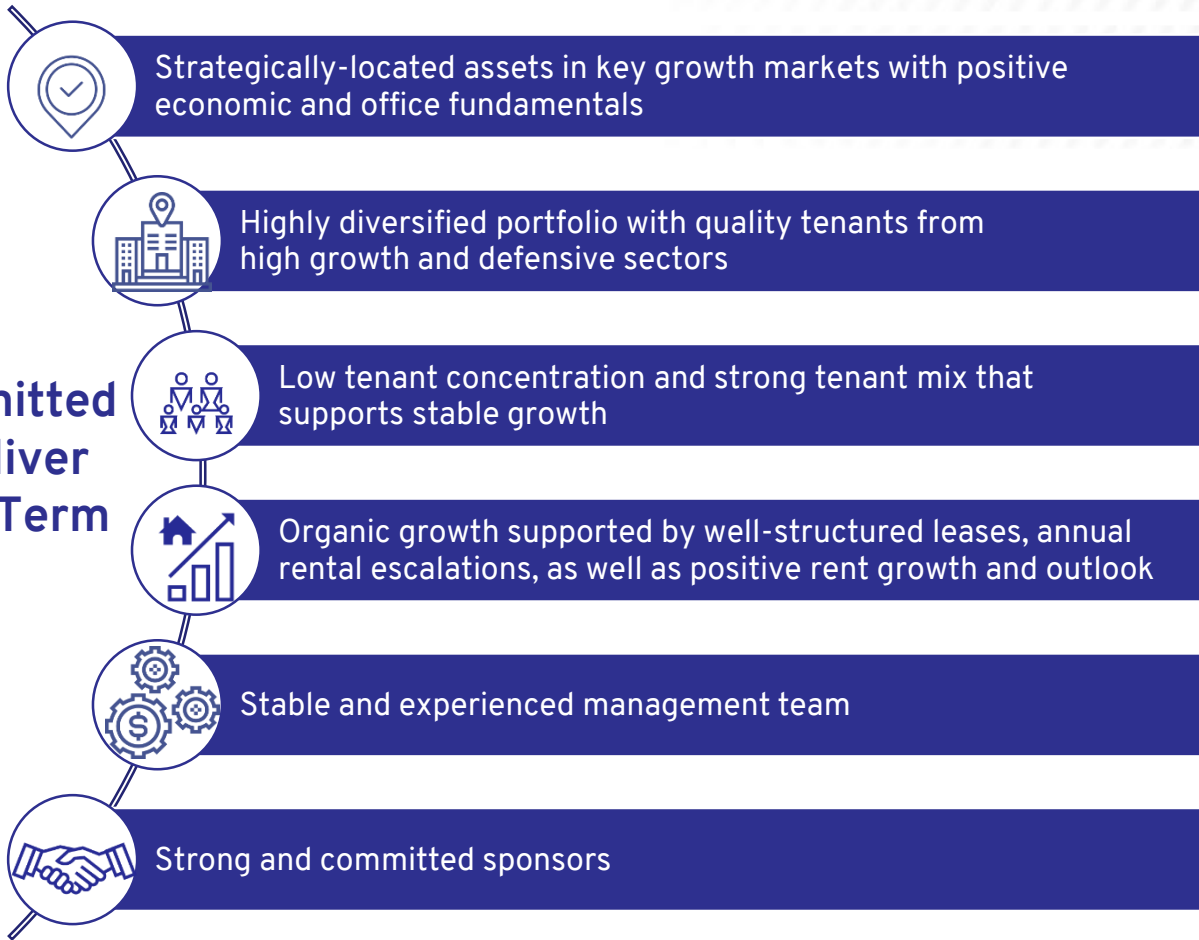 Strategically-located assets in key growth markets with positive
economic and office fundamentals
Highly diversified portfolio with quality tenants from
high growth and defensive sectors
Low tenant concentration and strong tenant mix that
supports stable growth
Term
Organic growth supported by well-structured leases, annual
rental escalations, as well as positive rent growth and outlook
$
Stable and experienced management team
Strong and committed sponsors